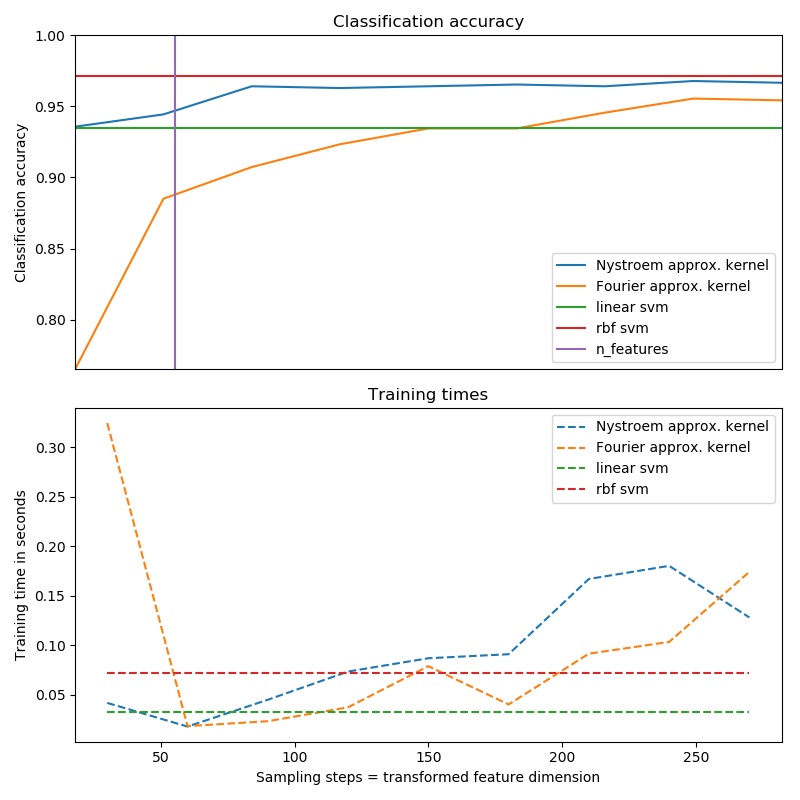 Classification accuracy
1.00
0.95
0.90
0.85
0.80
Classification accuracy
Nystroem approx. kernel
Fourier approx. kernel
linear svm
rbf svm
n_features
Training times
0.30
0.25
0.20
0.15
0.10
0.05
Training time in seconds
Nystroem approx. kernel
Fourier approx. kernel
linear svm
rbf svm
50
100
150
200
250
Sampling steps = transformed feature dimension